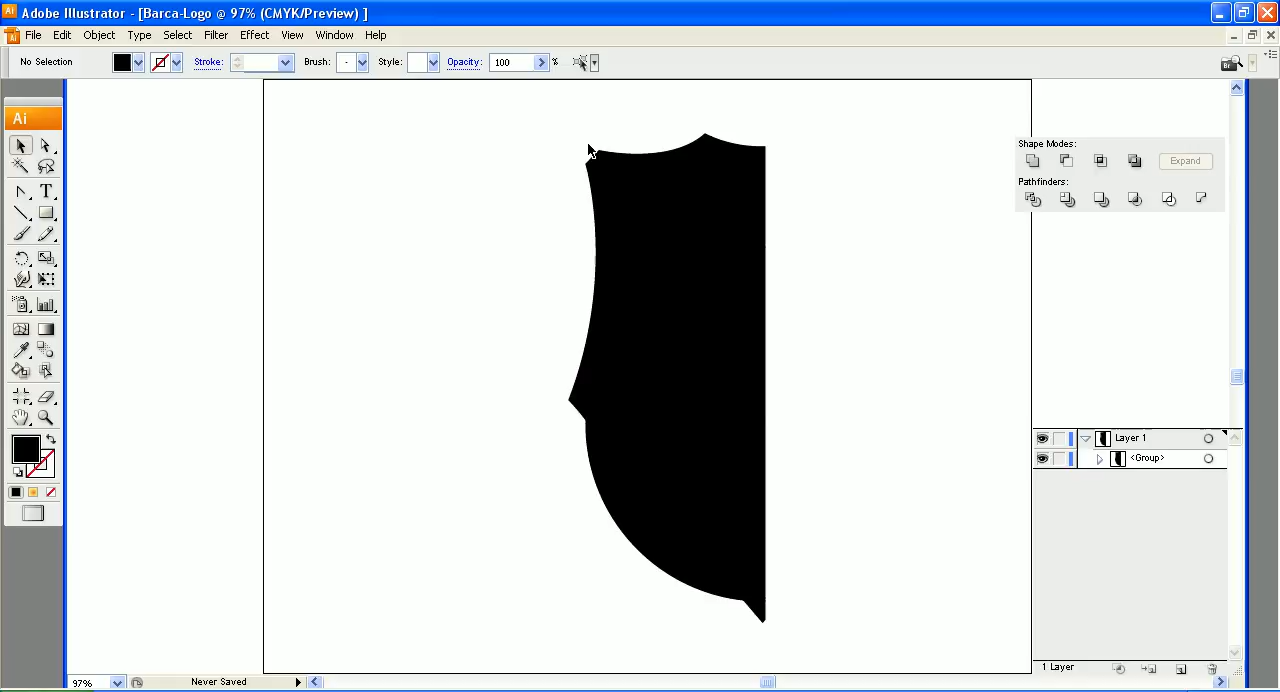 Adobe Illustrator - [Barca-Logo @ 97% (CMYK/Preview) ]
File Edit Object Type Select Filter Effect View Window Help
No Selection Stroke: Brush: - Style: Opacity: 100 %
Br
Ai
T
Shape Modes:
Expand
Pathfinders:
Layer 1
<Group>
1 Layer
97% Never Saved